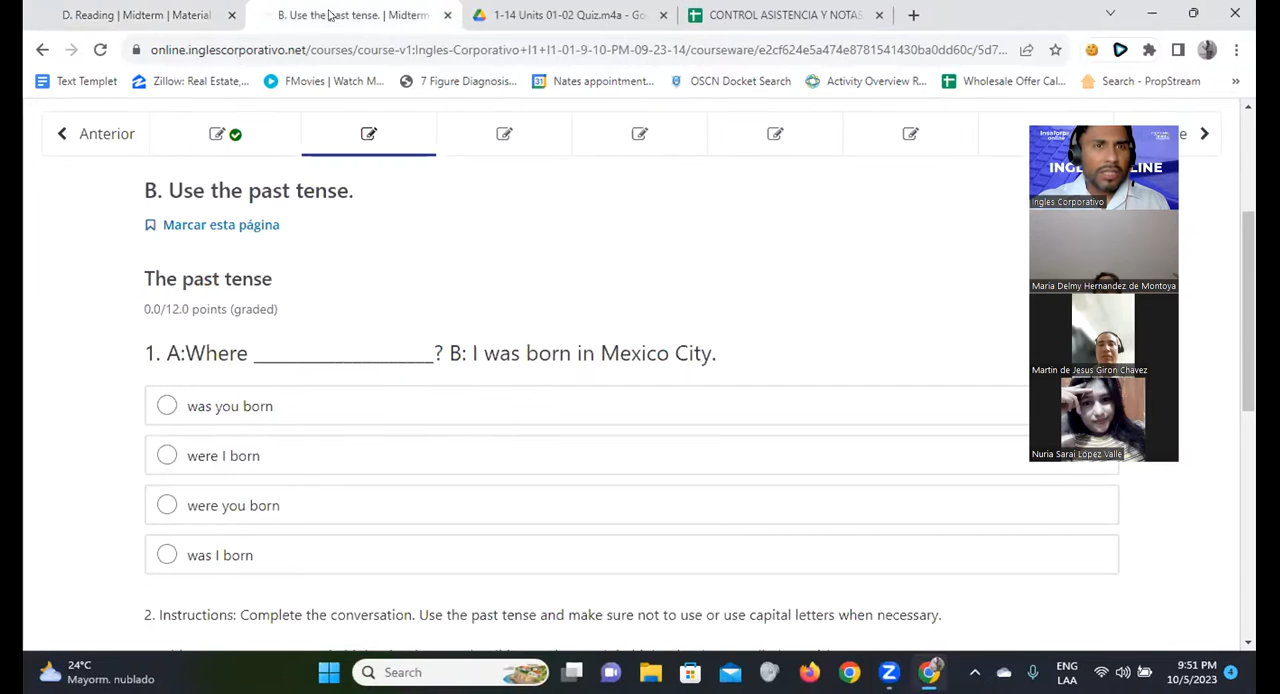 D. Reading | Midterm | Material
B. Use the past tense. | Midterm
1-14 Units 01-02 Quiz.m4a - Go
CONTROL ASISTENCIA Y NOTAS
online.inglescorporativo.net/courses/course-v1:Ingles-Corporativo+I1+I1-01-9-10-PM-09-23-14/courseware/e2cf624e5a474e8781541430ba0dd60c/5d7...
Text Templet
Zillow: Real Estate,...
FMovies | Watch M...
7 Figure Diagnosis...
Nates appointment...
OSCN Docket Search
Activity Overview R...
Wholesale Offer Cal...
Search - PropStream
»
Anterior
B. Use the past tense.
Marcar esta página
The past tense
0.0/12.0 points (graded)
1. A:Where __________________? B: I was born in Mexico City.
was you born
were I born
were you born
was I born
2. Instructions: Complete the conversation. Use the past tense and make sure not to use or use capital letters when necessary.
Ingles Corporativo
Maria Delmy Hernandez de Montoya
Martin de Jesus Giron Chavez
Nuria Sarai López Valle
24°C
Mayorm. nublado
Search
ENG
LAA
9:51 PM
10/5/2023
4